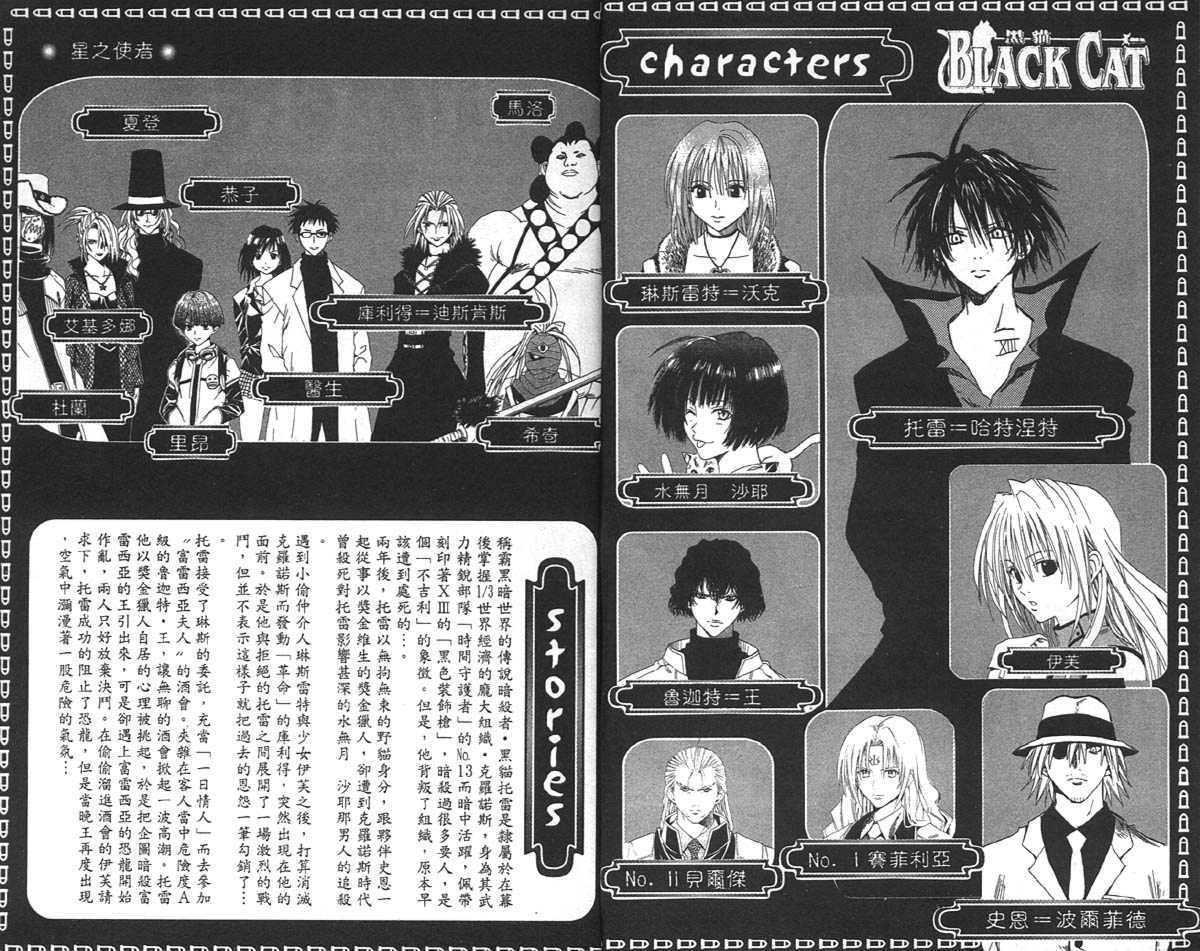 characters
黑猫
BLACK CAT
琳斯雷特＝沃克
托雷＝哈特涅特
水無月　沙耶
伊芙
魯迦特＝王
No. 11 貝爾傑
No. 1 賽菲利亞
史恩＝波爾菲德
XIII
星之使者
夏登
馬洛
恭子
艾基多娜
庫利得＝迪斯肯斯
醫生
杜蘭
里昂
希奇
stories
稱霸黑暗世界的傳說暗殺者・黑貓托雷是隸屬於在幕
後掌握1/3世界經濟的龐大組織・克羅諾斯，身為其武
力精銳部隊「時間守護者」的No.13而暗中活躍，佩帶
刻印著XIII的「黑色裝飾槍」，暗殺過很多要人，是
個「不吉利」的象徵。但是，他背叛了組織，原本早
該遭到處死的…。
兩年後，托雷以無拘無束的野貓身分，跟夥伴史恩一
起從事以獎金維生的獎金獵人，卻遭到克羅諾斯時代
曾殺死對托雷影響甚深的水無月　沙耶那男人的追殺
。
遇到小偷仲介人琳斯雷特與少女伊芙之後，打算消滅
克羅諾斯而發動「革命」的庫利得，突然出現在他的
面前。於是他與拒絕的托雷之間展開了一場激烈的戰
鬥，但並不表示這樣子就把過去的恩怨一筆勾銷了…
。
托雷接受了琳斯的委託，充當「一日情人」而去參加
〝富雷西亞夫人〞的酒會。夾雜在客人當中危險度A
級的魯迦特・王，讓無聊的酒會掀起一波高潮。托雷
他以獎金獵人自居的心理被挑起，於是把企圖暗殺富
雷西亞的王引出來，可是卻遇上富雷西亞的恐龍開始
作亂，兩人只好放棄決鬥。在偷偷溜進酒會的伊芙請
求下，托雷成功的阻止了恐龍，但是當晚王再度出現
，空氣中瀰漫著一股危險的氣氛…